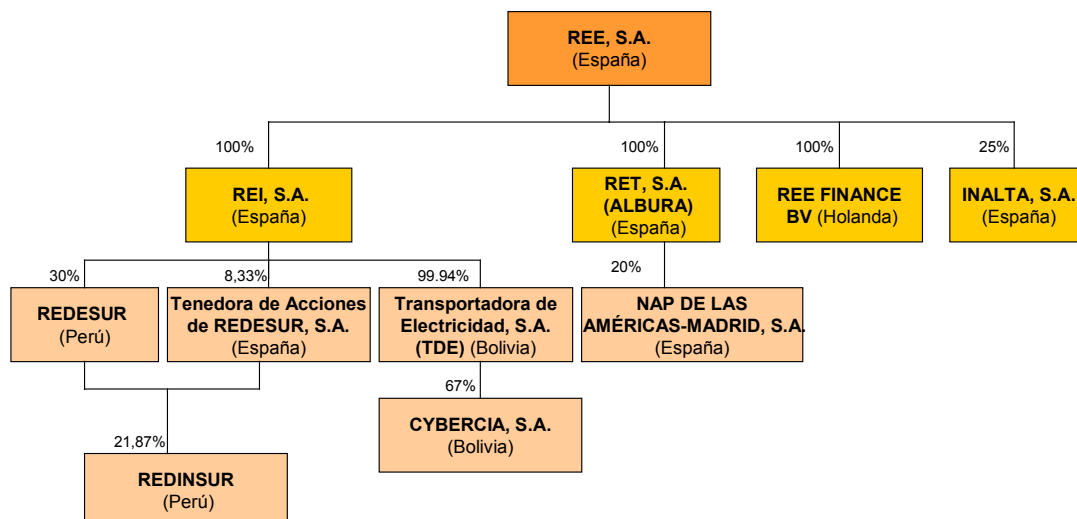 REE, S.A.
(España)
100%
100%
100%
25%
REI, S.A.
(España)
RET, S.A.
(ALBURA)
(España)
REE FINANCE
BV (Holanda)
INALTA, S.A.
(España)
30%
8,33%
99.94%
20%
REDESUR
(Perú)
Tenedora de Acciones
de REDESUR, S.A.
(España)
Transportadora de
Electricidad, S.A.
(TDE) (Bolivia)
NAP DE LAS
AMÉRICAS-MADRID, S.A.
(España)
67%
CYBERCIA, S.A.
(Bolivia)
21,87%
REDINSUR
(Perú)